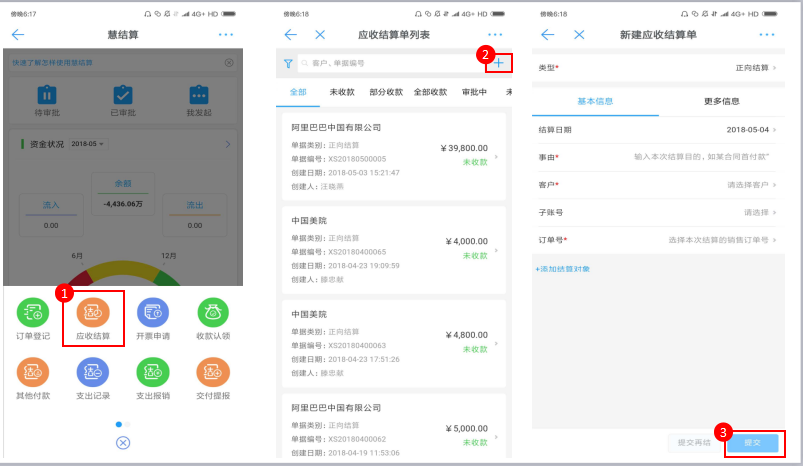 傍晚6:17
4G+ HD
慧结算
快速了解怎样使用慧结算
待审批
已审批
我发起
资金状况 2018-05
余额
-4,436.06万
流入
0.00
流出
0.00
6月
12月
1
订单登记
应收结算
开票申请
收款认领
其他付款
支出记录
支出报销
交付提报
傍晚6:18
4G+ HD
应收结算单列表
2
客户、单据编号
全部
未收款
部分收款
全部收款
审批中
阿里巴巴中国有限公司
单据类别：正向结算
¥ 39,800.00
单据编号：XS20180500005
未收款
创建日期：2018-05-03 15:21:47
创建人：汪晓燕
中国美院
单据类别：正向结算
¥ 4,000.00
单据编号：XS20180400065
未收款
创建日期：2018-04-23 19:09:59
创建人：滕忠献
中国美院
单据类别：正向结算
¥ 4,800.00
单据编号：XS20180400063
未收款
创建日期：2018-04-23 17:51:26
创建人：滕忠献
阿里巴巴中国有限公司
单据类别：正向结算
¥ 5,000.00
单据编号：XS20180400062
未收款
创建日期：2018-04-19 11:53:06
傍晚6:18
4G+ HD
新建应收结算单
类型*
正向结算
基本信息
更多信息
结算日期
2018-05-04
事由*
输入本次结算目的，如某合同首付款"
客户*
请选择客户
子账号
请选择
订单号*
选择本次结算的销售订单号
+添加结算对象
3
提交再结
提交